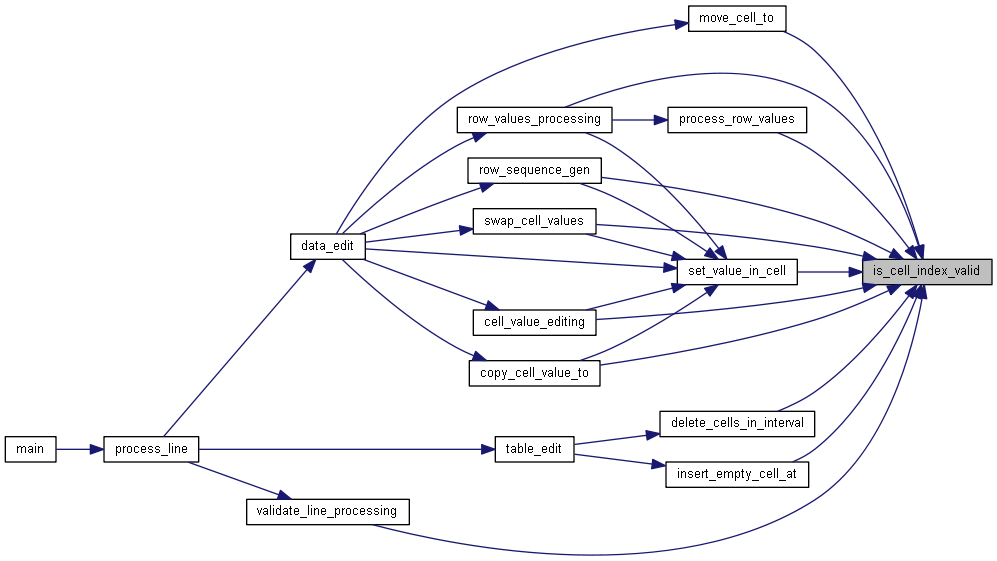 move_cell_to
row_values_processing
process_row_values
row_sequence_gen
swap_cell_values
data_edit
set_value_in_cell
is_cell_index_valid
cell_value_editing
copy_cell_value_to
delete_cells_in_interval
main
process_line
table_edit
insert_empty_cell_at
validate_line_processing